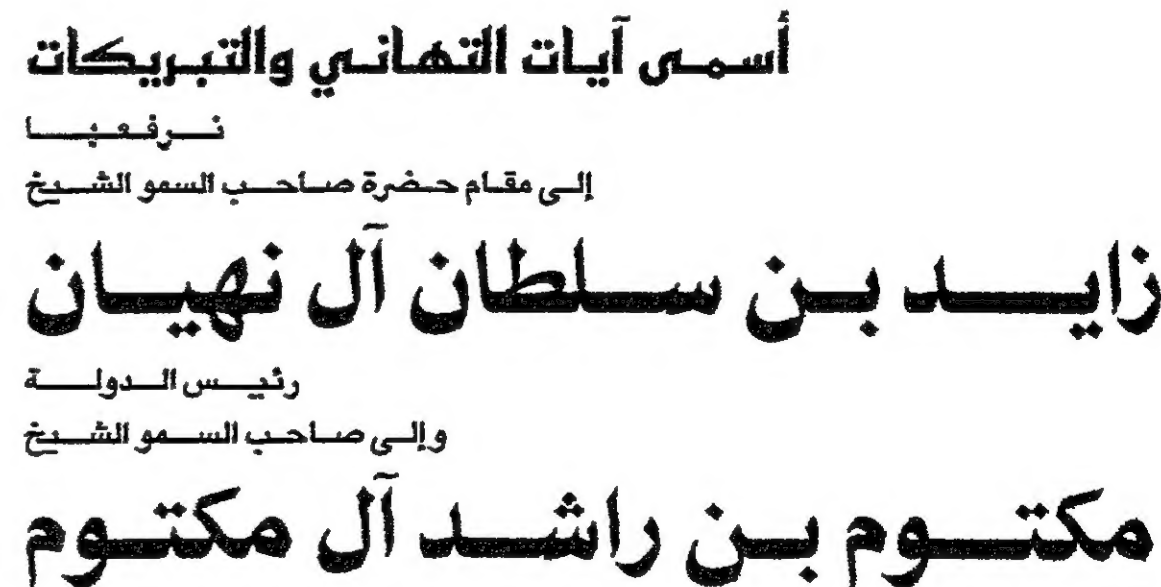 أسمى آيات التهاني والتبريكات
نرفعها
إلى مقام حضرة صاحب السمو الشيخ
زايد بن سلطان آل نهيان
رئيس الدولة
وإلى صاحب السمو الشيخ
مكتوم بن راشد آل مكتوم